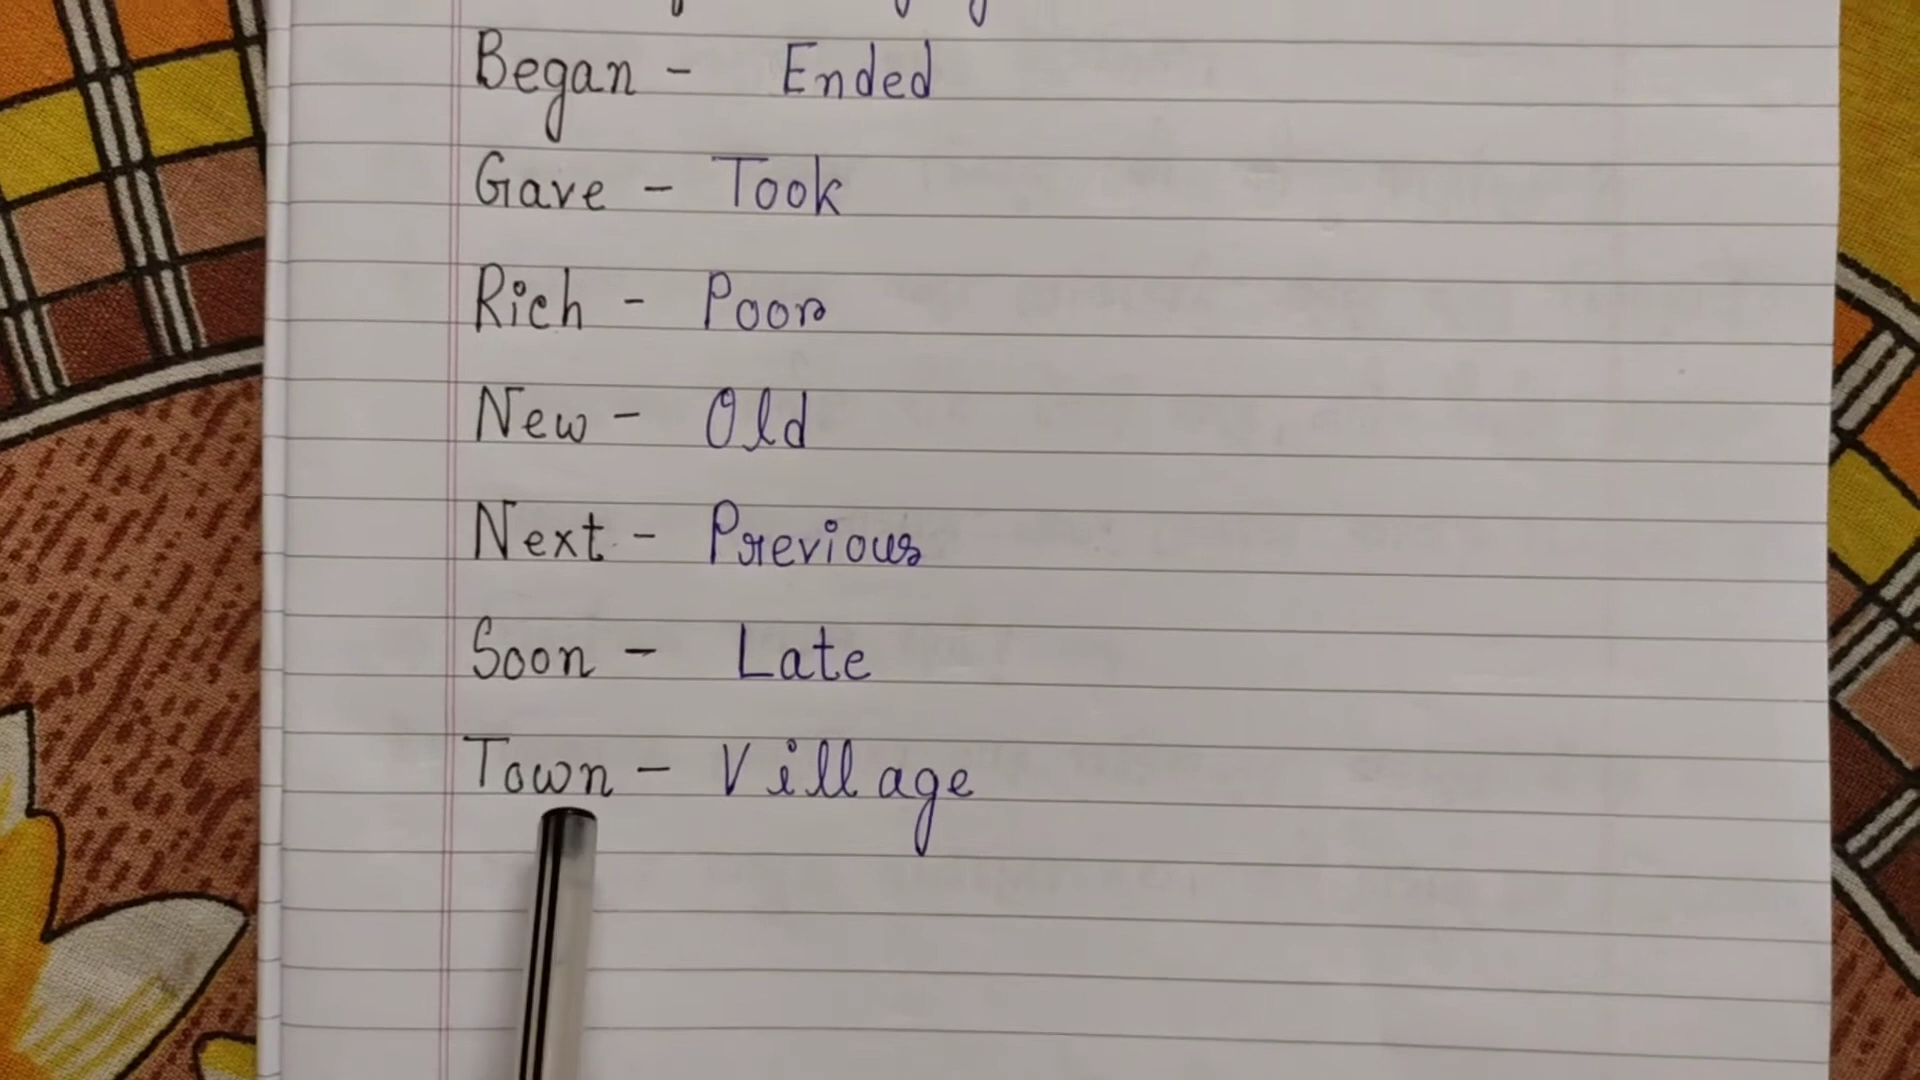 Began - Ended
Gave - Took
Rich - Poor
New - Old
Next - Previous
Soon - Late
Town - Village